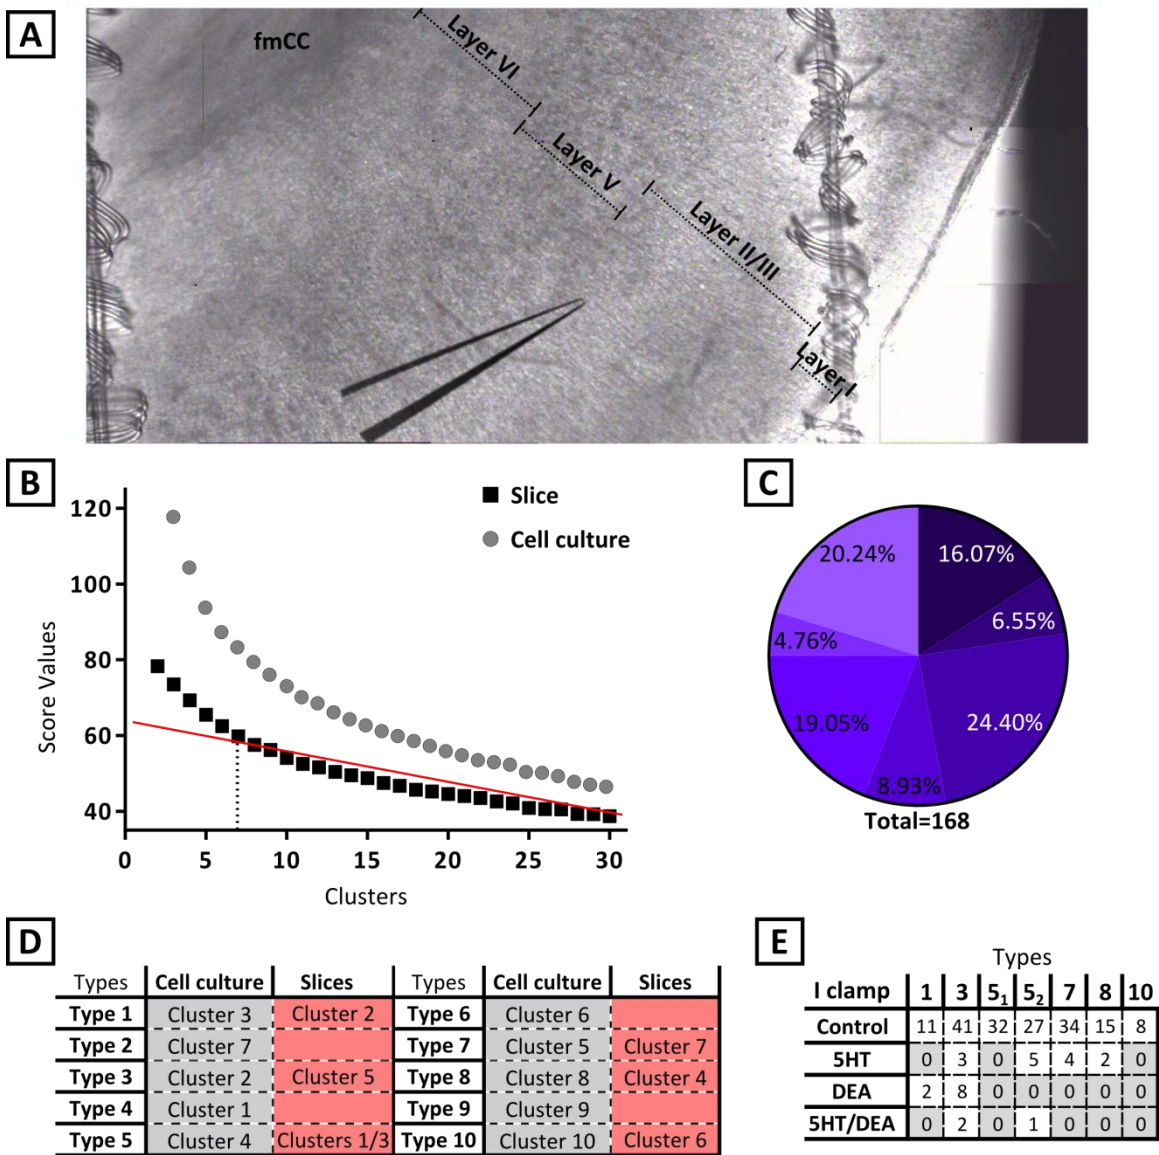 A
fmCC
Layer VI
Layer V
Layer II/III
Layer I
B
Slice
Cell culture
120
100
80
60
40
Score Values
0 5 10 15 20 25 30
Clusters
C
20.24% 16.07%
6.55%
4.76%
24.40%
19.05%
8.93%
Total=168
D
Types Cell culture Slices Types Cell culture Slices
Type 1 Cluster 3 Cluster 2 Type 6 Cluster 6
Type 2 Cluster 7 Type 7 Cluster 5 Cluster 7
Type 3 Cluster 2 Cluster 5 Type 8 Cluster 8 Cluster 4
Type 4 Cluster 1 Type 9 Cluster 9
Type 5 Cluster 4 Clusters 1/3 Type 10 Cluster 10 Cluster 6
E
Types
I clamp 1 3 5₁ 5₂ 7 8 10
Control 11 41 32 27 34 15 8
5HT 0 3 0 5 4 2 0
DEA 2 8 0 0 0 0 0
5HT/DEA 0 2 0 1 0 0 0